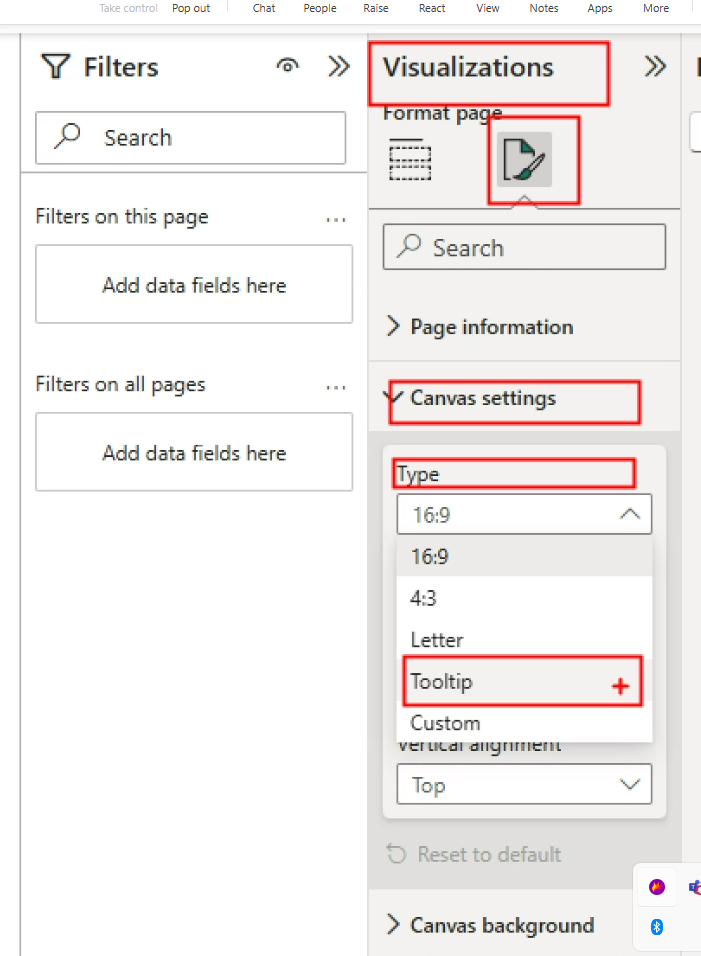 Take control Pop out Chat People Raise React View Notes Apps More
Filters
Search
Filters on this page ...
Add data fields here
Filters on all pages ...
Add data fields here
Visualizations
Format page
Search
Page information
Canvas settings
Type
16:9
16:9
4:3
Letter
Tooltip
Custom
Vertical alignment
Top
Reset to default
Canvas background